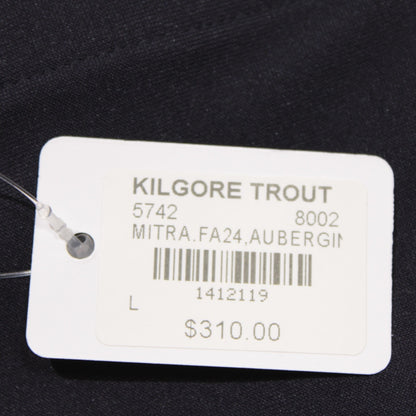 KILGORE TROUT
5742 8002
MITRA.FA24,AUBERGIN
1412119
L
$310.00